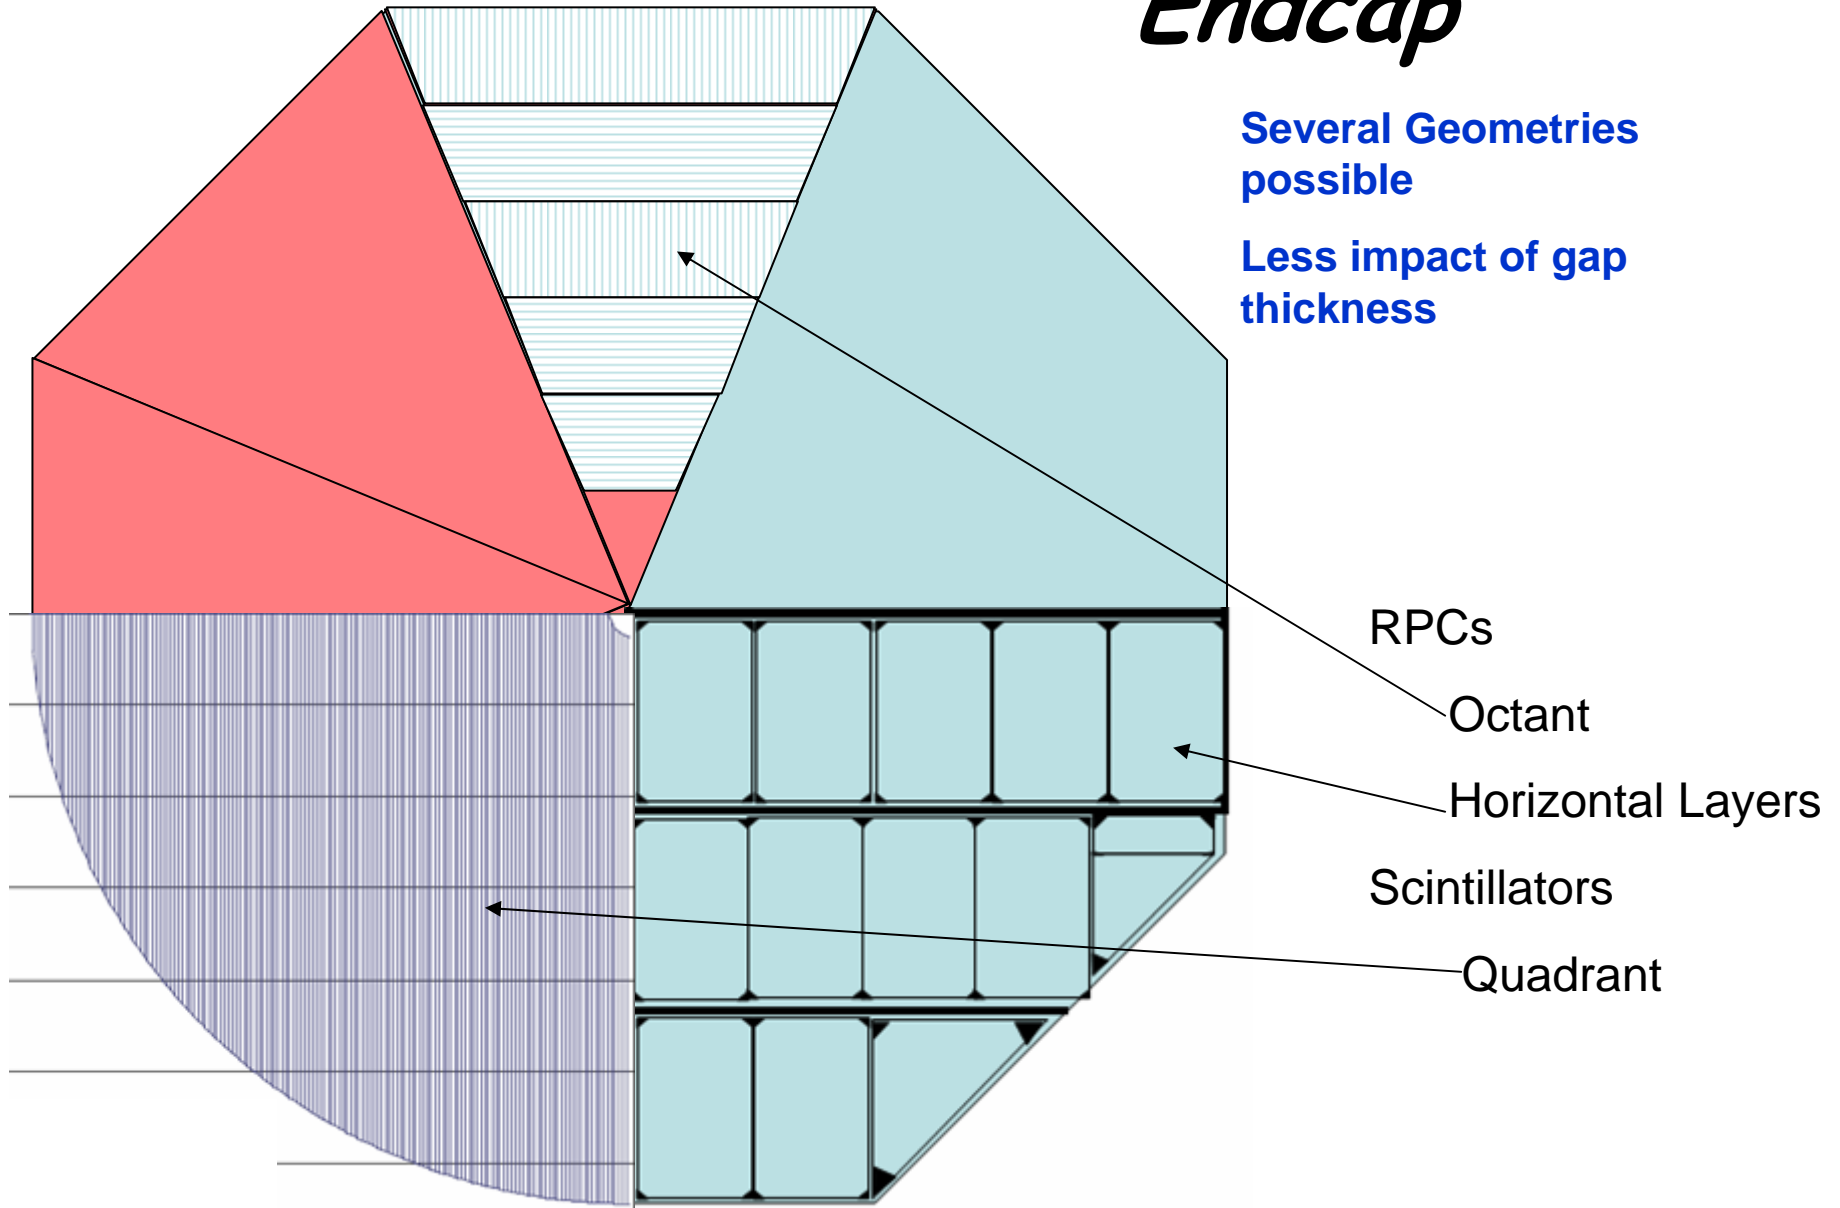 Endcap
Several Geometries
possible
Less impact of gap
thickness
RPCs
Octant
Horizontal Layers
Scintillators
Quadrant